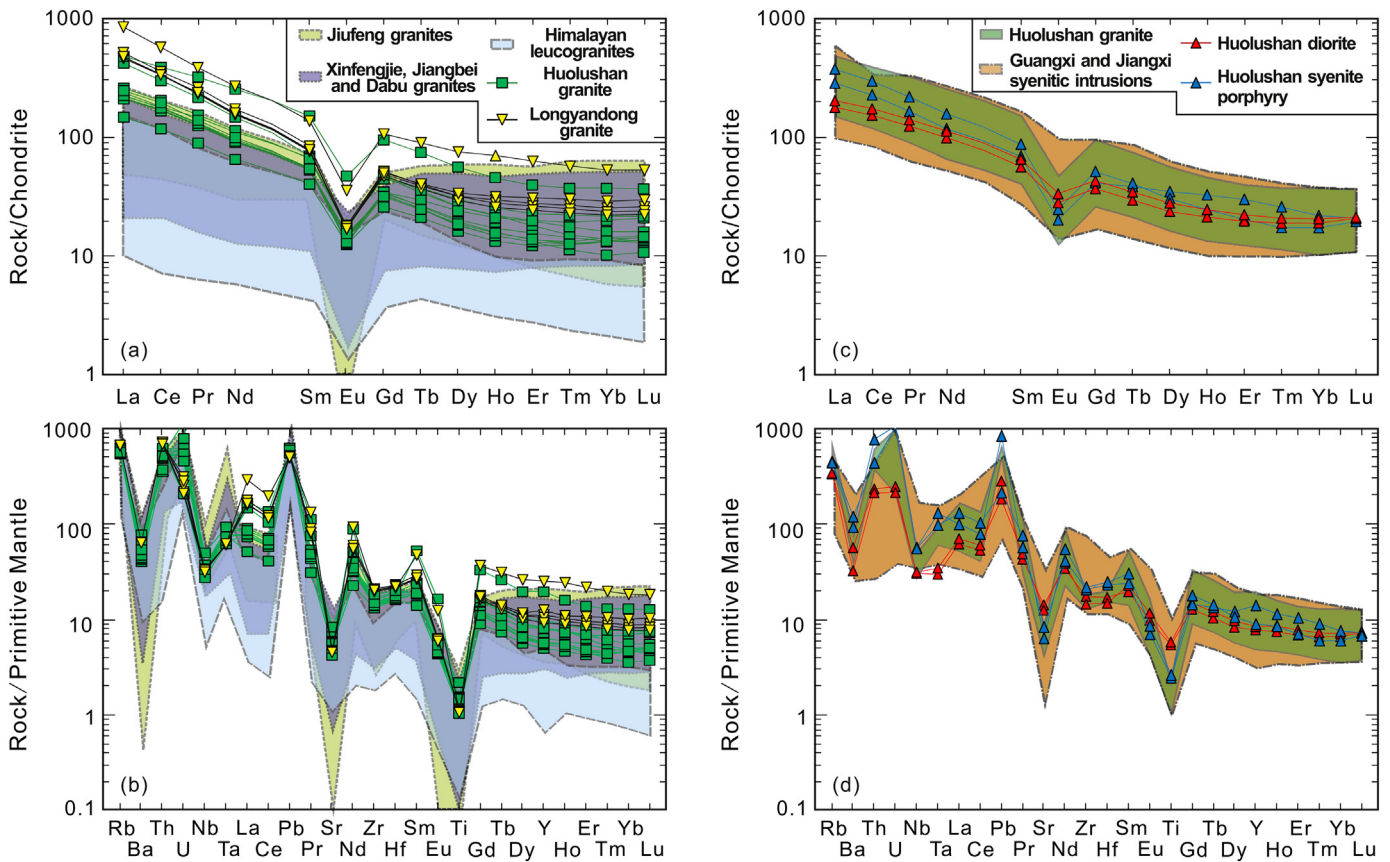 1000
100
10
1
Rock/Chondrite
Jiufeng granites
Xinfengjie, Jiangbei
and Dabu granites
Himalayan
leucogranites
Huolushan
granite
Longyandong
granite
(a)
La Ce Pr Nd Sm Eu Gd Tb Dy Ho Er Tm Yb Lu
1000
100
10
1
Rock/Chondrite
Huolushan granite
Guangxi and Jiangxi
syenitic intrusions
Huolushan diorite
Huolushan syenite
porphyry
(c)
La Ce Pr Nd Sm Eu Gd Tb Dy Ho Er Tm Yb Lu
1000
100
10
1
0.1
Rock/Primitive Mantle
(b)
Rb Th Nb La Pb Sr Zr Sm Ti Tb Y Er Yb
Ba U Ta Ce Pr Nd Hf Eu Gd Dy Ho Tm Lu
1000
100
10
1
0.1
Rock/Primitive Mantle
(d)
Rb Th Nb La Pb Sr Zr Sm Ti Tb Y Er Yb
Ba U Ta Ce Pr Nd Hf Eu Gd Dy Ho Tm Lu